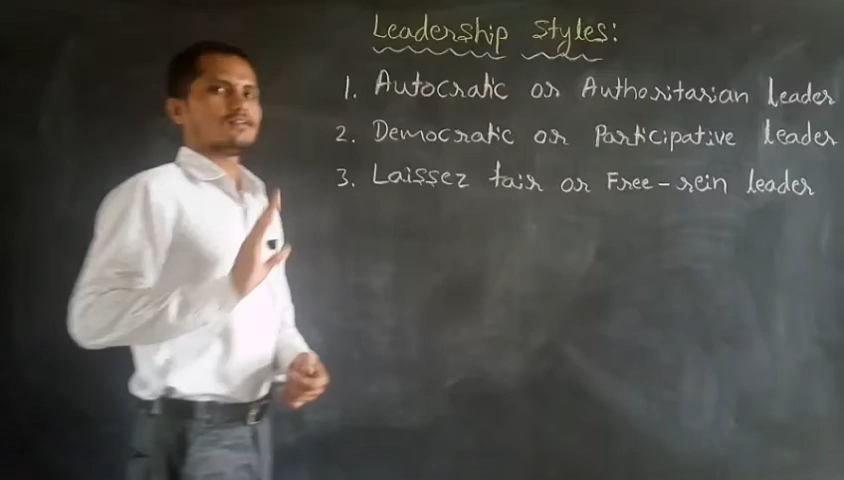 Leadership Styles:
1. Autocratic or Authoritarian leader
2. Democratic or Participative leader
3. Laissez fair or Free-rein leader